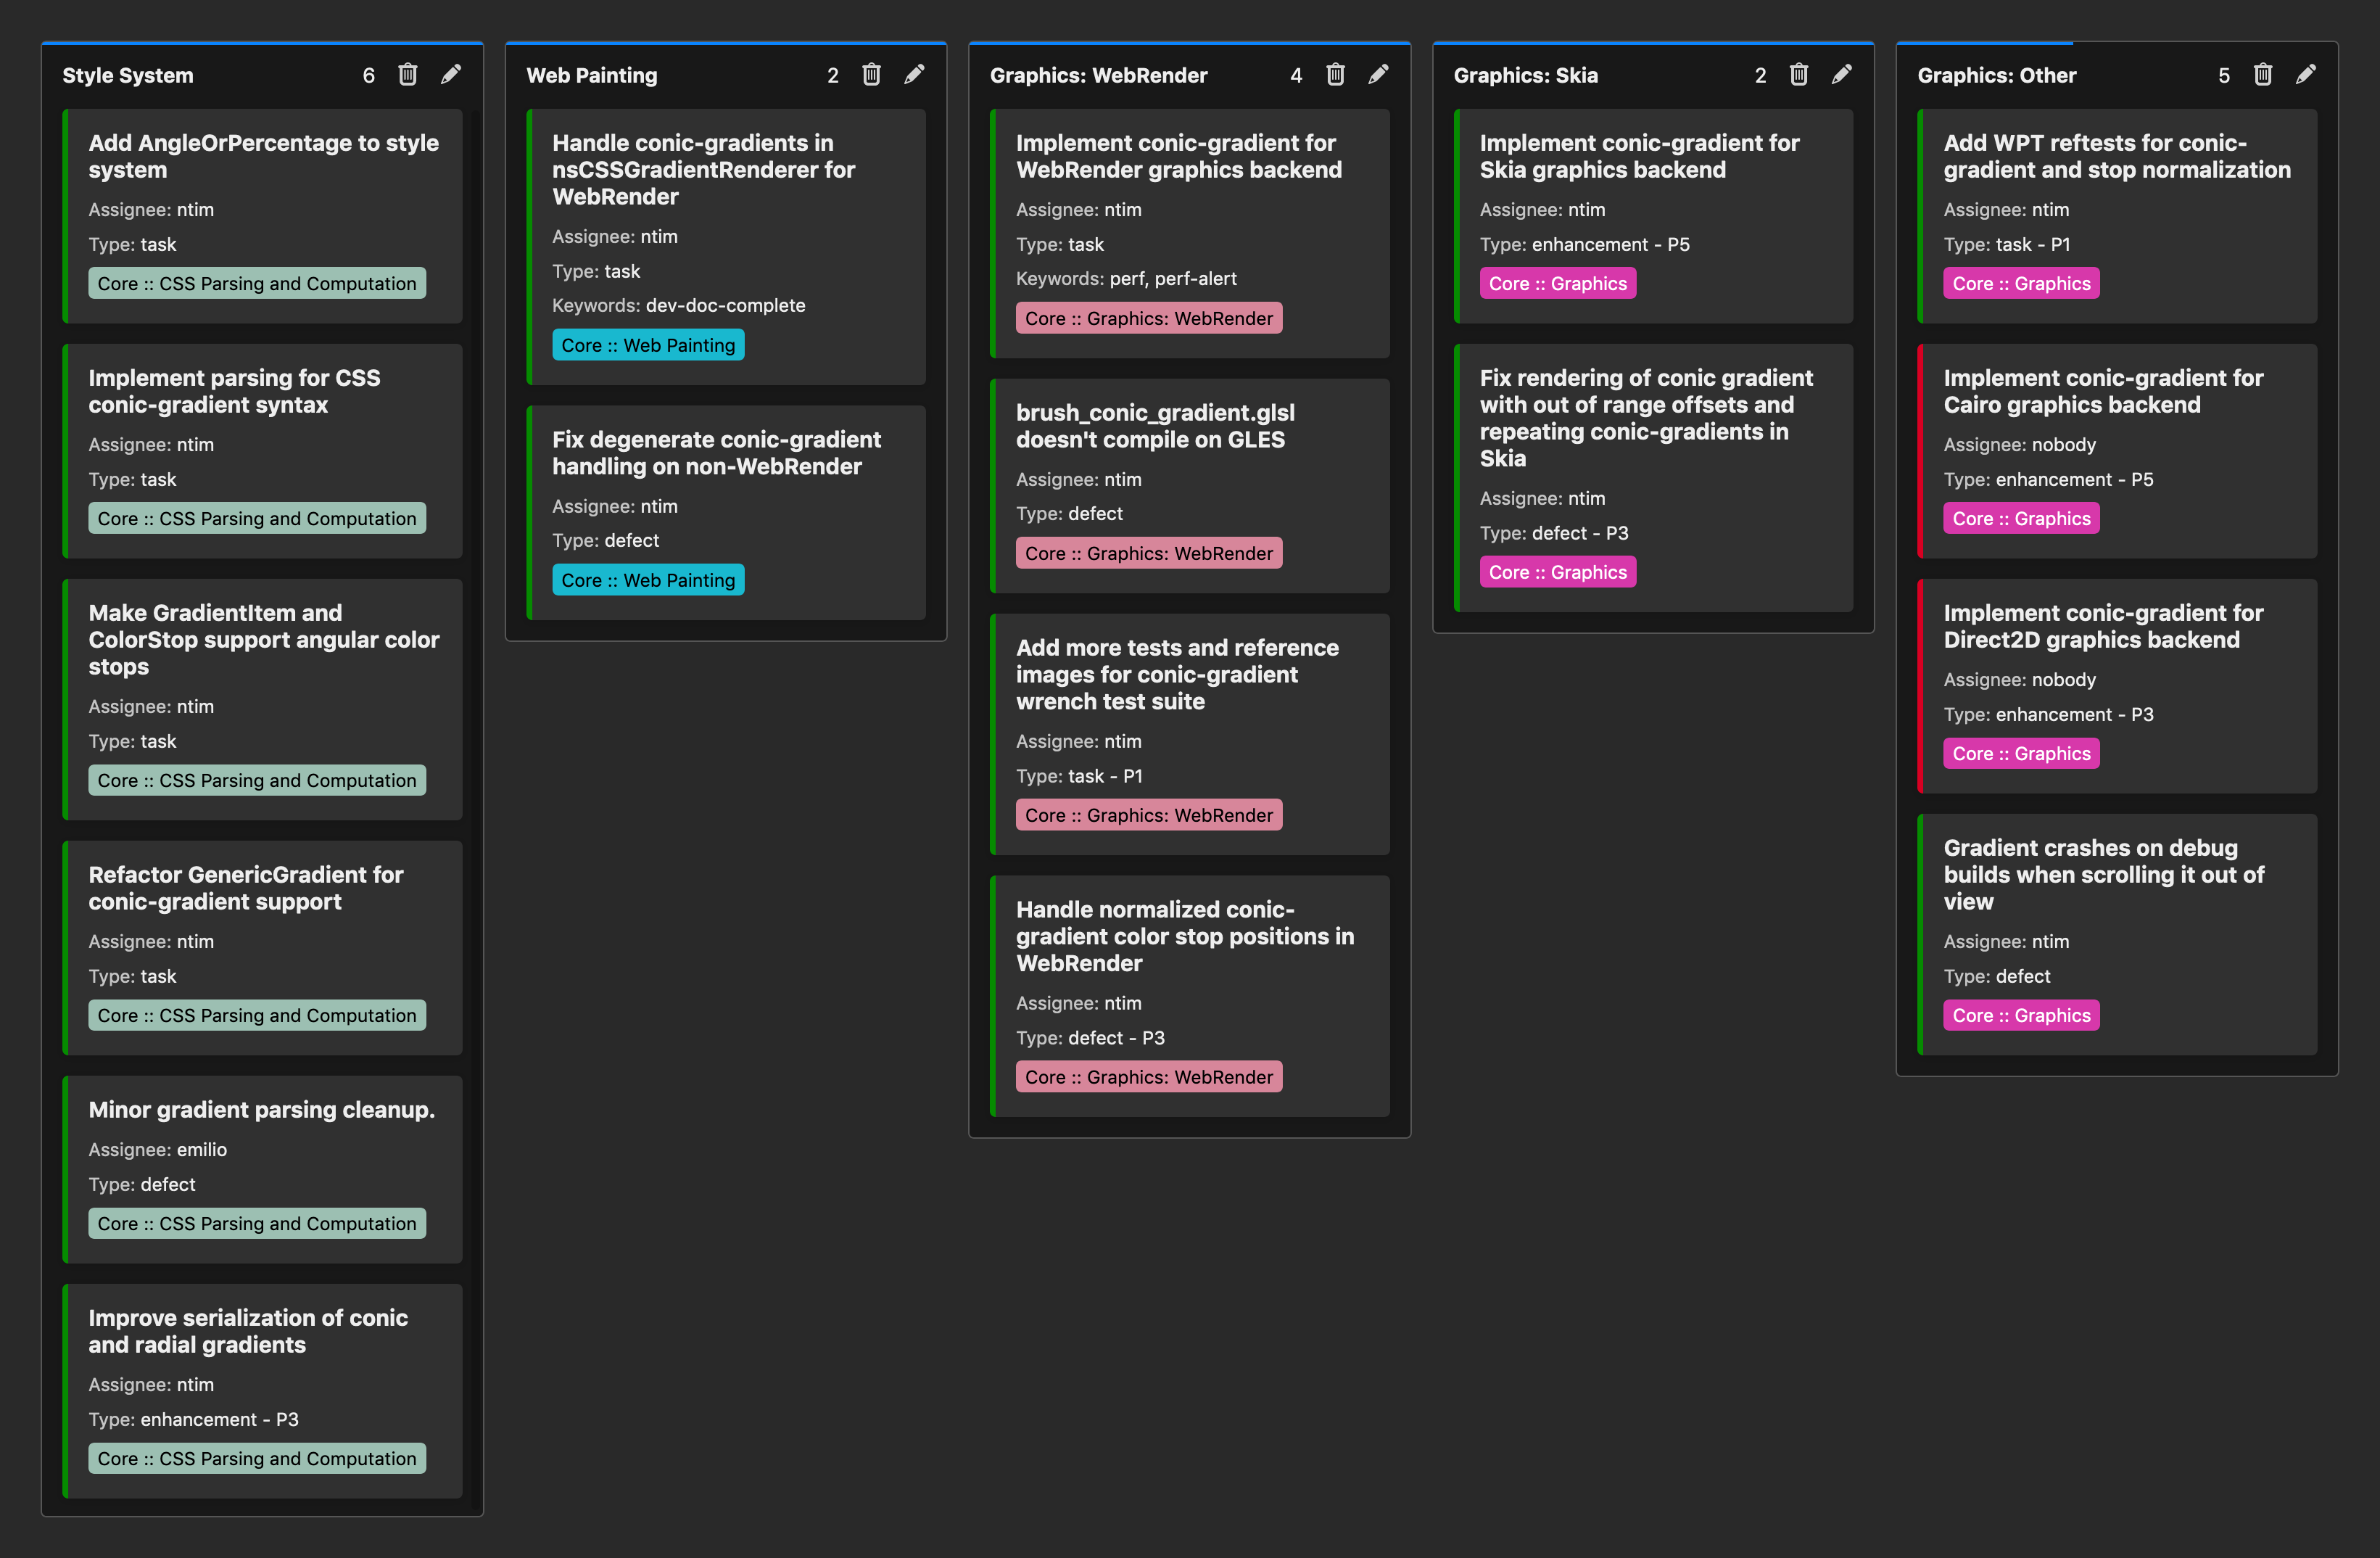 Style System 6
Add AngleOrPercentage to style
system
Assignee: ntim
Type: task
Core :: CSS Parsing and Computation
Implement parsing for CSS
conic-gradient syntax
Assignee: ntim
Type: task
Core :: CSS Parsing and Computation
Make GradientItem and
ColorStop support angular color
stops
Assignee: ntim
Type: task
Core :: CSS Parsing and Computation
Refactor GenericGradient for
conic-gradient support
Assignee: ntim
Type: task
Core :: CSS Parsing and Computation
Minor gradient parsing cleanup.
Assignee: emilio
Type: defect
Core :: CSS Parsing and Computation
Improve serialization of conic
and radial gradients
Assignee: ntim
Type: enhancement - P3
Core :: CSS Parsing and Computation
Web Painting 2
Handle conic-gradients in
nsCSSGradientRenderer for
WebRender
Assignee: ntim
Type: task
Keywords: dev-doc-complete
Core :: Web Painting
Fix degenerate conic-gradient
handling on non-WebRender
Assignee: ntim
Type: defect
Core :: Web Painting
Graphics: WebRender 4
Implement conic-gradient for
WebRender graphics backend
Assignee: ntim
Type: task
Keywords: perf, perf-alert
Core :: Graphics: WebRender
brush_conic_gradient.glsl
doesn't compile on GLES
Assignee: ntim
Type: defect
Core :: Graphics: WebRender
Add more tests and reference
images for conic-gradient
wrench test suite
Assignee: ntim
Type: task - P1
Core :: Graphics: WebRender
Handle normalized conic-
gradient color stop positions in
WebRender
Assignee: ntim
Type: defect - P3
Core :: Graphics: WebRender
Graphics: Skia 2
Implement conic-gradient for
Skia graphics backend
Assignee: ntim
Type: enhancement - P5
Core :: Graphics
Fix rendering of conic gradient
with out of range offsets and
repeating conic-gradients in
Skia
Assignee: ntim
Type: defect - P3
Core :: Graphics
Graphics: Other 5
Add WPT reftests for conic-
gradient and stop normalization
Assignee: ntim
Type: task - P1
Core :: Graphics
Implement conic-gradient for
Cairo graphics backend
Assignee: nobody
Type: enhancement - P5
Core :: Graphics
Implement conic-gradient for
Direct2D graphics backend
Assignee: nobody
Type: enhancement - P3
Core :: Graphics
Gradient crashes on debug
builds when scrolling it out of
view
Assignee: ntim
Type: defect
Core :: Graphics